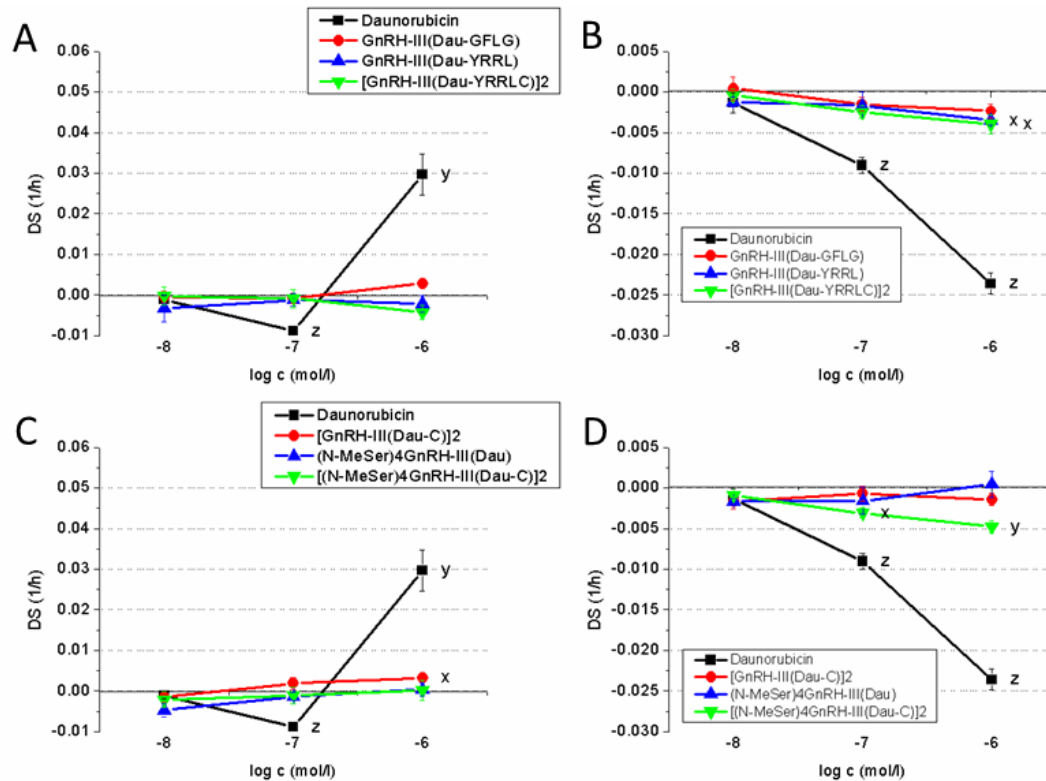 A
Daunorubicin
GnRH-III(Dau-GFLG)
GnRH-III(Dau-YRRL)
[GnRH-III(Dau-YRRLC)]2
0.06
0.05
0.04
0.03
0.02
0.01
0.00
-0.01
DS (1/h)
y
z
-8
-7
-6
log c (mol/l)
B
0.005
0.000
-0.005
-0.010
-0.015
-0.020
-0.025
-0.030
DS (1/h)
x x
z
z
Daunorubicin
GnRH-III(Dau-GFLG)
GnRH-III(Dau-YRRL)
[GnRH-III(Dau-YRRLC)]2
-8
-7
-6
log c (mol/l)
C
Daunorubicin
[GnRH-III(Dau-C)]2
(N-MeSer)4GnRH-III(Dau)
[(N-MeSer)4GnRH-III(Dau-C)]2
0.06
0.05
0.04
0.03
0.02
0.01
0.00
-0.01
DS (1/h)
y
x
z
-8
-7
-6
log c (mol/l)
D
0.005
0.000
-0.005
-0.010
-0.015
-0.020
-0.025
-0.030
DS (1/h)
x
y
z
z
Daunorubicin
[GnRH-III(Dau-C)]2
(N-MeSer)4GnRH-III(Dau)
[(N-MeSer)4GnRH-III(Dau-C)]2
-8
-7
-6
log c (mol/l)